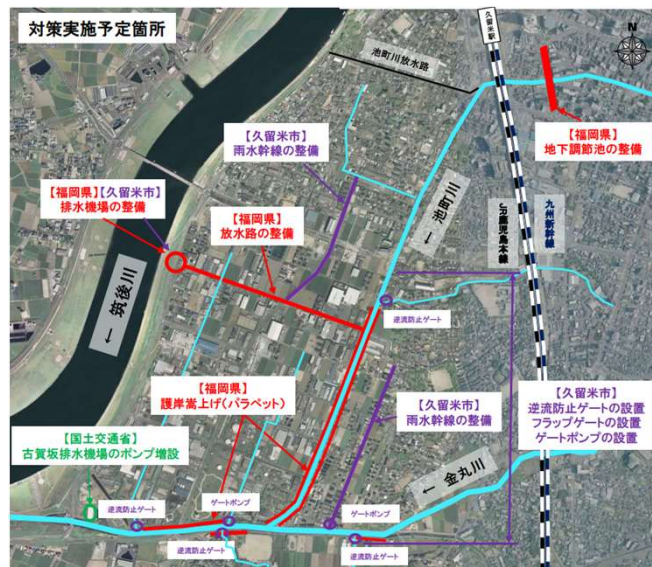 対策実施予定箇所
久留米駅
N
池町川放水路
【久留米市】
雨水幹線の整備
【福岡県】
地下調節池の整備
【福岡県】【久留米市】
排水機場の整備
【福岡県】
放水路の整備
← 池町川
JR鹿児島本線
九州新幹線
← 筑後川
逆流防止ゲート
【福岡県】
護岸嵩上げ(パラペット)
【久留米市】
雨水幹線の整備
【久留米市】
逆流防止ゲートの設置
フラップゲートの設置
ゲートポンプの設置
【国土交通省】
古賀坂排水機場のポンプ増設
← 金丸川
逆流防止ゲート
ゲートポンプ
ゲートポンプ
逆流防止ゲート
逆流防止ゲート